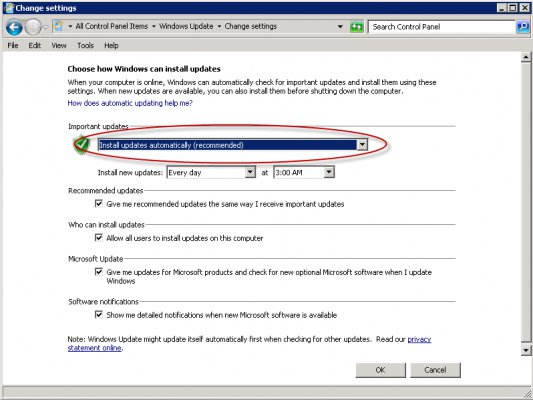 Change settings
All Control Panel Items Windows Update Change settings Search Control Panel
File Edit View Tools Help
Choose how Windows can install updates
When your computer is online, Windows can automatically check for important updates and install them using these
settings. When new updates are available, you can also install them before shutting down the computer.
How does automatic updating help me?
Important updates
Install updates automatically (recommended)
Install new updates: Every day at 3:00 AM
Recommended updates
Give me recommended updates the same way I receive important updates
Who can install updates
Allow all users to install updates on this computer
Microsoft Update
Give me updates for Microsoft products and check for new optional Microsoft software when I update
Windows
Software notifications
Show me detailed notifications when new Microsoft software is available
Note: Windows Update might update itself automatically first when checking for other updates. Read our privacy
statement online.
OK Cancel